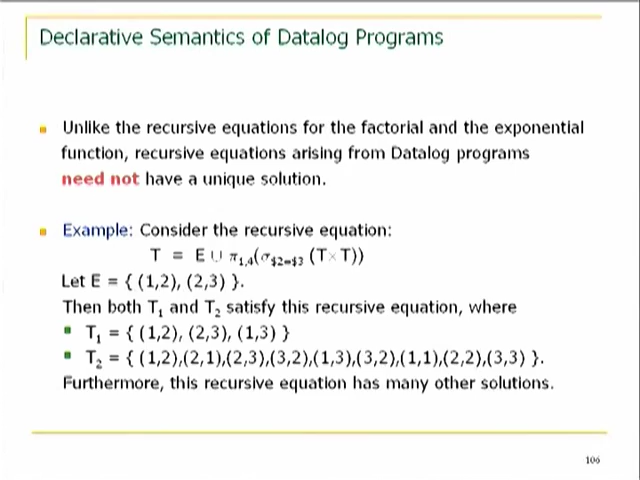 Declarative Semantics of Datalog Programs
Unlike the recursive equations for the factorial and the exponential
function, recursive equations arising from Datalog programs
need not have a unique solution.
Example: Consider the recursive equation:
T = E ∪ π1,4(σ$2=$3 (T×T))
Let E = { (1,2), (2,3) }.
Then both T1 and T2 satisfy this recursive equation, where
T1 = { (1,2), (2,3), (1,3) }
T2 = { (1,2),(2,1),(2,3),(3,2),(1,3),(3,2),(1,1),(2,2),(3,3) }.
Furthermore, this recursive equation has many other solutions.
106